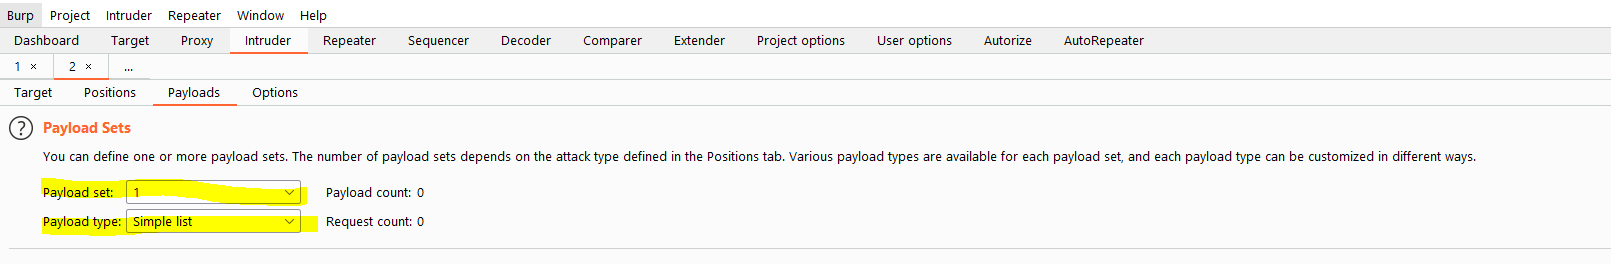 Burp Project Intruder Repeater Window Help
Dashboard Target Proxy Intruder Repeater Sequencer Decoder Comparer Extender Project options User options Autorize AutoRepeater
1 × 2 × ...
Target Positions Payloads Options
? Payload Sets
You can define one or more payload sets. The number of payload sets depends on the attack type defined in the Positions tab. Various payload types are available for each payload set, and each payload type can be customized in different ways.
Payload set: 1 Payload count: 0
Payload type: Simple list Request count: 0